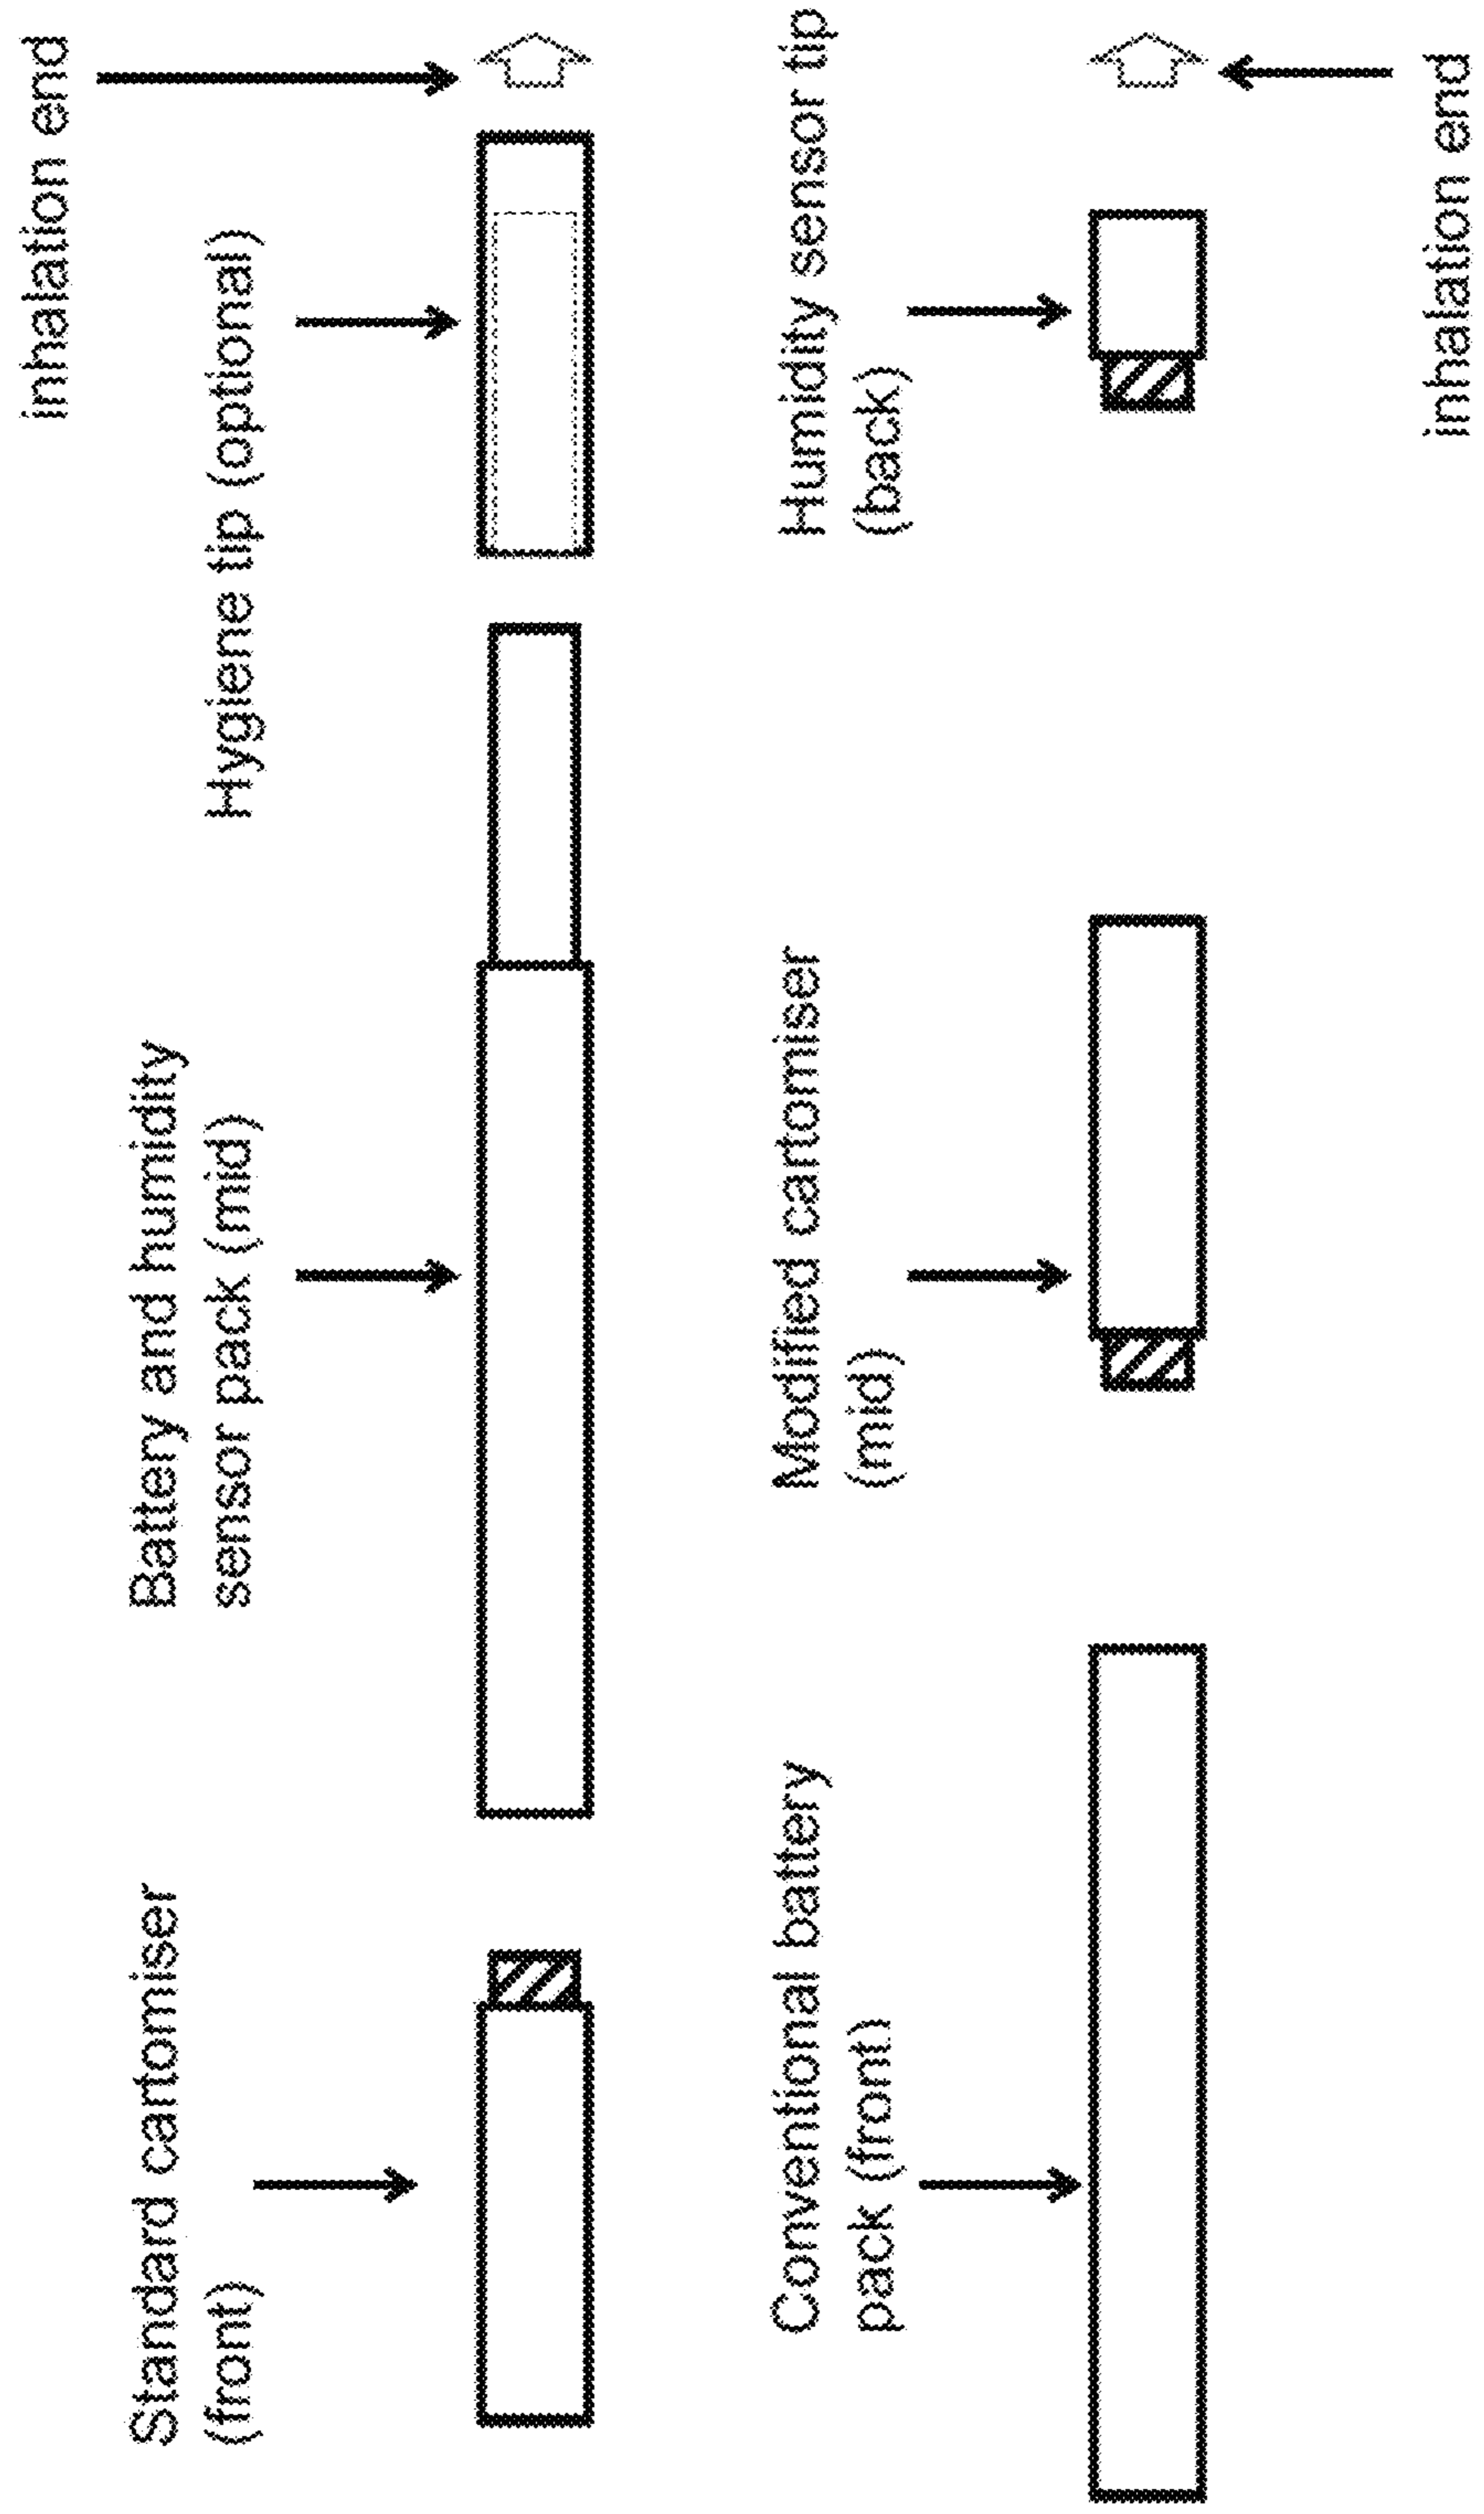 inhalation end
Standard cartomiser
(front)
Battery and humidity
sensor pack (mid)
Hygiene tip (optional)
Conventional battery
pack (front)
Modified cartomiser
(mid)
Humidity sensor tip
(back)
inhalation end